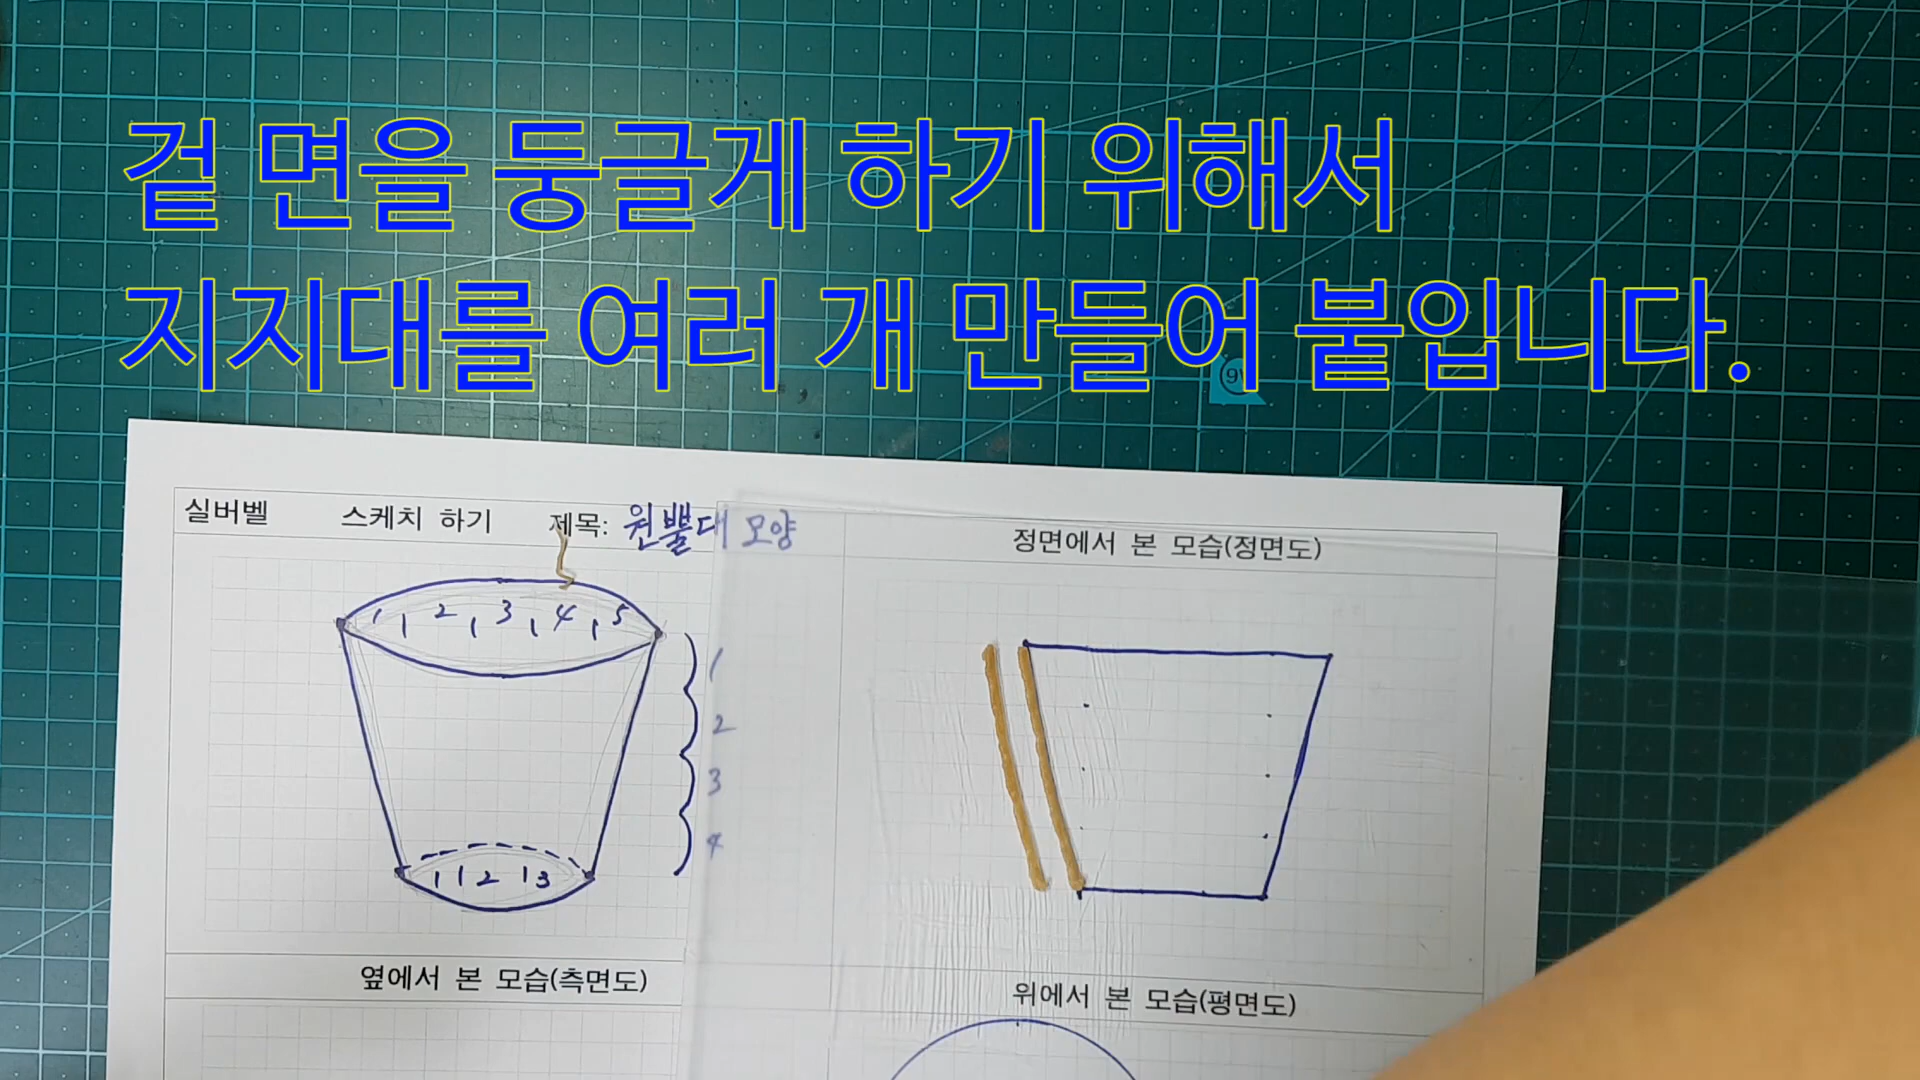 겉 면을 둥글게 하기 위해서
지지대를 여러 개 만들어 붙입니다.
실버벨 스케치 하기 제목: 원뿔대 모양
정면에서 본 모습(정면도)
1 2 3 4 5
1
2
3
4
1 2 3
옆에서 본 모습(측면도)
위에서 본 모습(평면도)